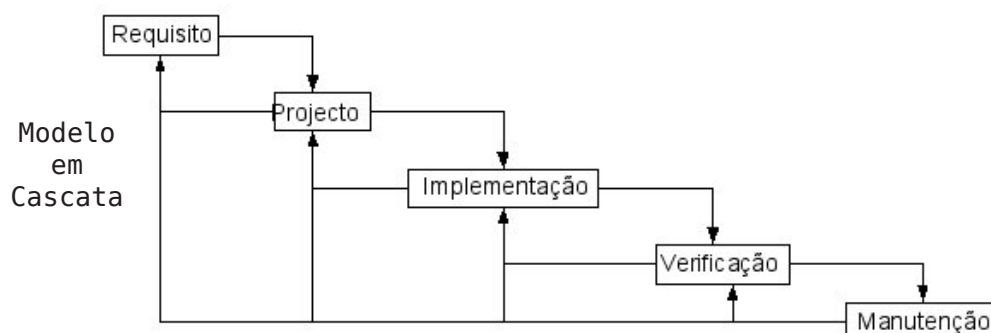 Requisito
Projecto
Modelo
em
Cascata
Implementação
Verificação
Manutenção